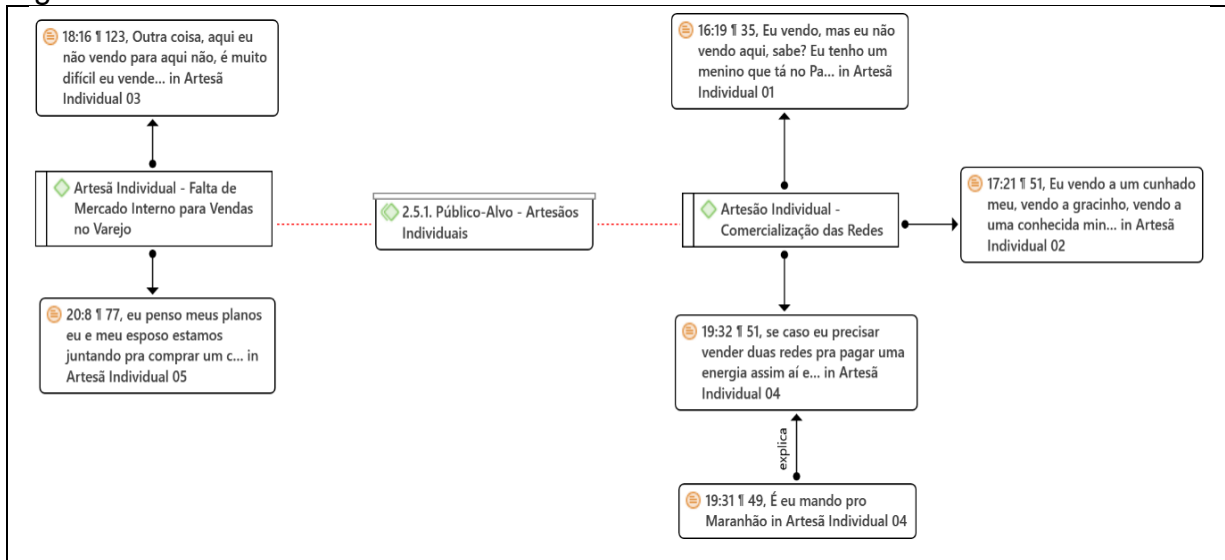 18:16 ¶ 123, Outra coisa, aqui eu
não vendo para aqui não, é muito
difícil eu vende... in Artesã
Individual 03
16:19 ¶ 35, Eu vendo, mas eu não
vendo aqui, sabe? Eu tenho um
menino que tá no Pa... in Artesã
Individual 01
Artesã Individual - Falta de
Mercado Interno para Vendas
no Varejo
2.5.1. Público-Alvo - Artesãos
Individuais
Artesão Individual -
Comercialização das Redes
17:21 ¶ 51, Eu vendo a um cunhado
meu, vendo a gracinho, vendo a
uma conhecida min... in Artesã
Individual 02
20:8 ¶ 77, eu penso meus planos
eu e meu esposo estamos
juntando pra comprar um c... in
Artesã Individual 05
19:32 ¶ 51, se caso eu precisar
vender duas redes pra pagar uma
energia assim aí e... in Artesã
Individual 04
explica
19:31 ¶ 49, É eu mando pro
Maranhão in Artesã Individual 04